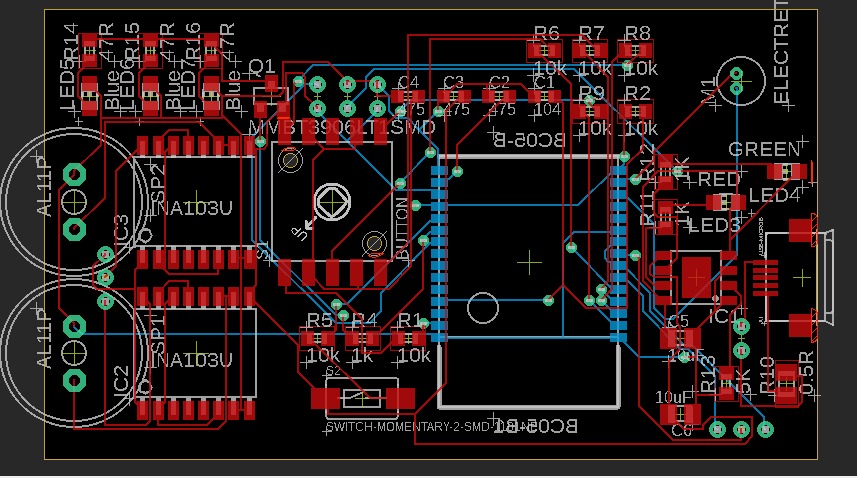 R14
R15
R16
47R
47R
47R
LED5
LED6
LED7
Blue
Blue
Blue
Q1
MMBT3906LT1SMD
C4
C3
C2
C1
475
475
475
104
R6
R7
R8
10k
10k
10k
R9
R2
10k
10k
BC05-B
M1
ELECTRET
GREEN
LED4
RED
LED3
R12
1K
R11
1K
AL11P
SP2
IC3
INA103U
S1
BUTTON
AL11P
SP1
IC2
INA103U
R5
R4
R1
10k
1k
10k
S2
SWITCH-MOMENTARY-2-SMD
BC05-B1
C5
10uF
IC1
R13
5K
R10
0.5R
10uF
C6